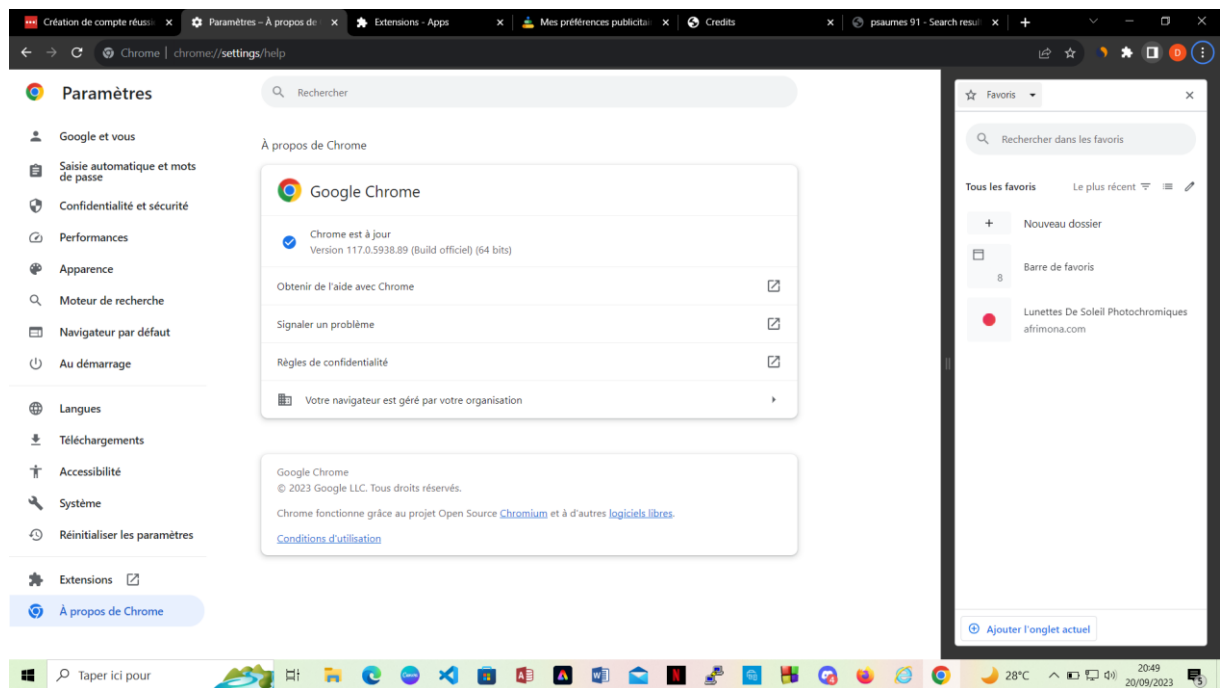 Création de compte réussi
Paramètres – À propos de
Extensions - Apps
Mes préférences publicitai
Credits
psaumes 91 - Search resul
Chrome | chrome://settings/help
D
Paramètres
Rechercher
Google et vous
Saisie automatique et mots
de passe
Confidentialité et sécurité
Performances
Apparence
Moteur de recherche
Navigateur par défaut
Au démarrage
Langues
Téléchargements
Accessibilité
Système
Réinitialiser les paramètres
Extensions
À propos de Chrome
À propos de Chrome
Google Chrome
Chrome est à jour
Version 117.0.5938.89 (Build officiel) (64 bits)
Obtenir de l'aide avec Chrome
Signaler un problème
Règles de confidentialité
Votre navigateur est géré par votre organisation
Google Chrome
© 2023 Google LLC. Tous droits réservés.
Chrome fonctionne grâce au projet Open Source Chromium et à d'autres logiciels libres.
Conditions d'utilisation
Favoris
Rechercher dans les favoris
Tous les favoris
Le plus récent
Nouveau dossier
Barre de favoris
8
Lunettes De Soleil Photochromiques
afrimona.com
Ajouter l'onglet actuel
Taper ici pour
28°C
20:49
20/09/2023
5